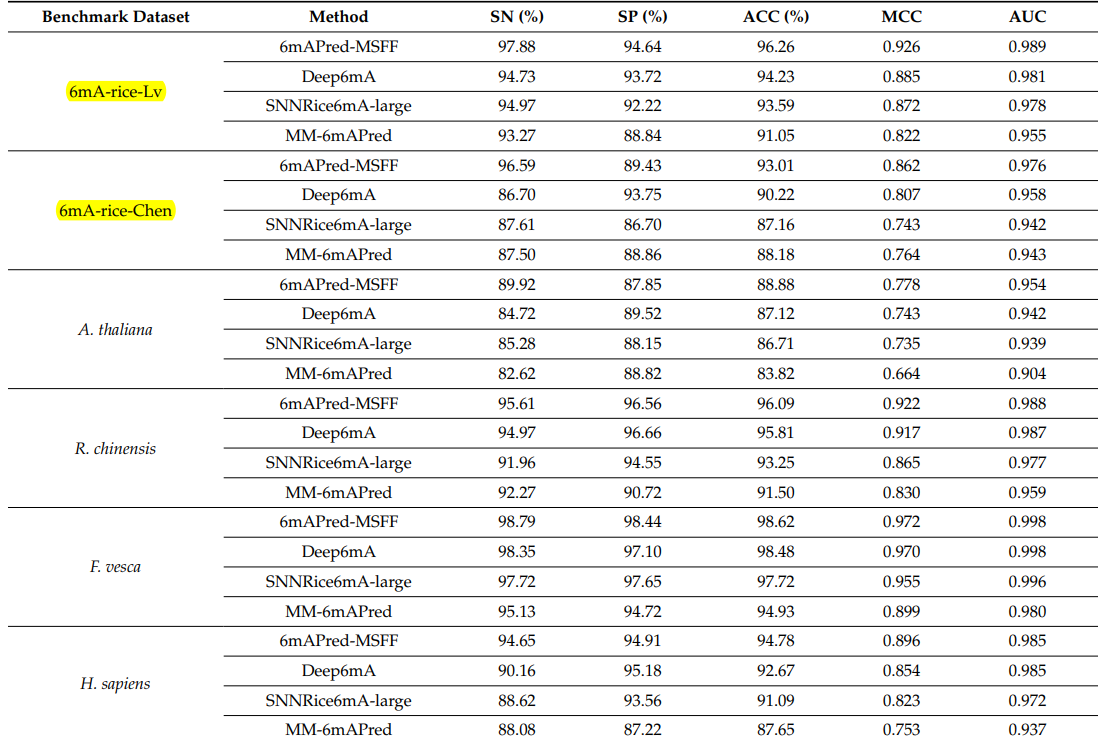 Benchmark Dataset Method SN (%) SP (%) ACC (%) MCC AUC
6mA-rice-Lv
6mAPred-MSFF 97.88 94.64 96.26 0.926 0.989
Deep6mA 94.73 93.72 94.23 0.885 0.981
SNNRice6mA-large 94.97 92.22 93.59 0.872 0.978
MM-6mAPred 93.27 88.84 91.05 0.822 0.955
6mA-rice-Chen
6mAPred-MSFF 96.59 89.43 93.01 0.862 0.976
Deep6mA 86.70 93.75 90.22 0.807 0.958
SNNRice6mA-large 87.61 86.70 87.16 0.743 0.942
MM-6mAPred 87.50 88.86 88.18 0.764 0.943
A. thaliana
6mAPred-MSFF 89.92 87.85 88.88 0.778 0.954
Deep6mA 84.72 89.52 87.12 0.743 0.942
SNNRice6mA-large 85.28 88.15 86.71 0.735 0.939
MM-6mAPred 82.62 88.82 83.82 0.664 0.904
R. chinensis
6mAPred-MSFF 95.61 96.56 96.09 0.922 0.988
Deep6mA 94.97 96.66 95.81 0.917 0.987
SNNRice6mA-large 91.96 94.55 93.25 0.865 0.977
MM-6mAPred 92.27 90.72 91.50 0.830 0.959
F. vesca
6mAPred-MSFF 98.79 98.44 98.62 0.972 0.998
Deep6mA 98.35 97.10 98.48 0.970 0.998
SNNRice6mA-large 97.72 97.65 97.72 0.955 0.996
MM-6mAPred 95.13 94.72 94.93 0.899 0.980
H. sapiens
6mAPred-MSFF 94.65 94.91 94.78 0.896 0.985
Deep6mA 90.16 95.18 92.67 0.854 0.985
SNNRice6mA-large 88.62 93.56 91.09 0.823 0.972
MM-6mAPred 88.08 87.22 87.65 0.753 0.937